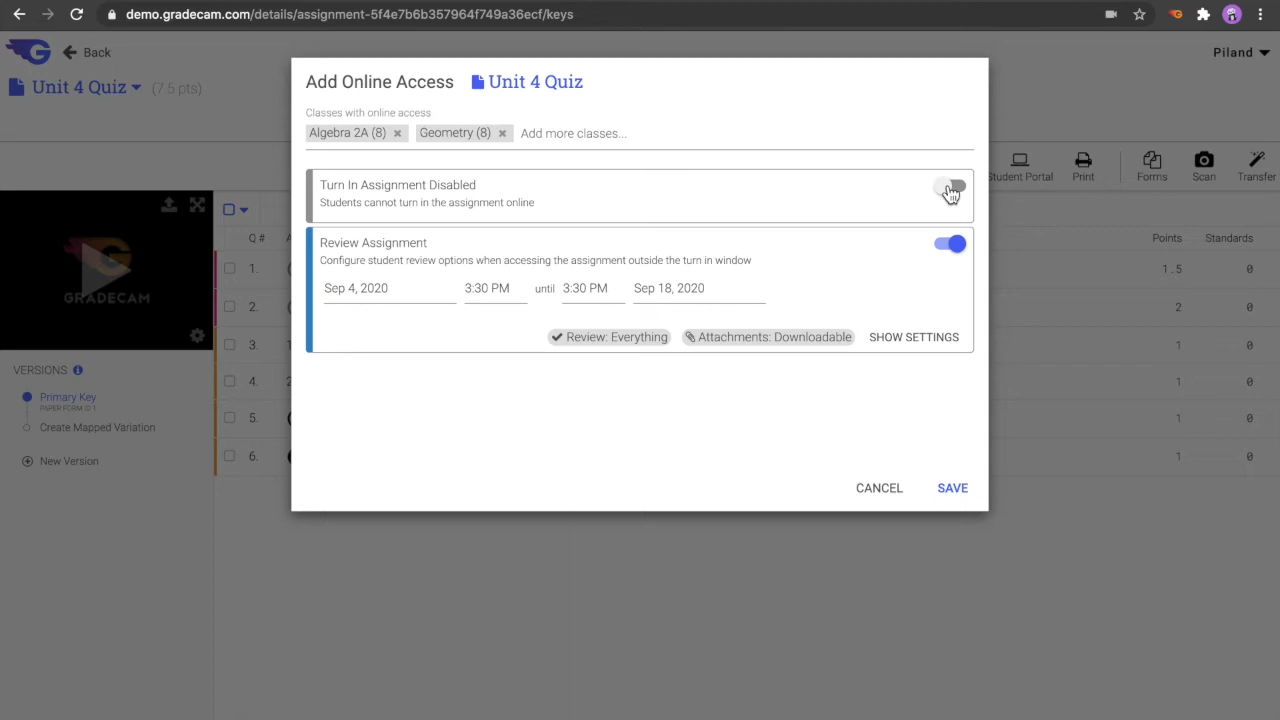 demo.gradecam.com/details/assignment-5f4e7b6b357964f749a36ecf/keys
G Back
Piland
Unit 4 Quiz (7.5 pts)
Add Online Access Unit 4 Quiz
Classes with online access
Algebra 2A (8) × Geometry (8) × Add more classes...
Turn In Assignment Disabled
Students cannot turn in the assignment online
Review Assignment
Configure student review options when accessing the assignment outside the turn in window
Sep 4, 2020 3:30 PM until 3:30 PM Sep 18, 2020
Review: Everything Attachments: Downloadable SHOW SETTINGS
CANCEL SAVE
Student Portal Print Forms Scan Transfer
GRADECAM
Q # Points Standards
1. 1.5 0
2. 2 0
3. 1 0
4. 1 0
5. 1 0
6. 1 0
VERSIONS
Primary Key
PAPER FORM ID 1
Create Mapped Variation
New Version